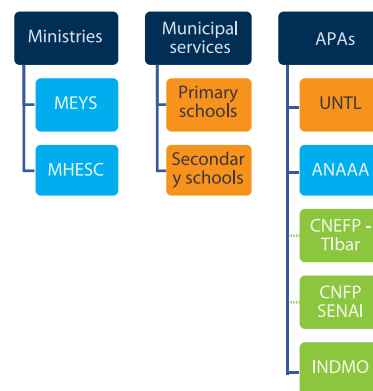 Ministries
MEYS
MHESC
Municipal
services
Primary
schools
Secondar
y schools
APAs
UNTL
ANAAA
CNEFP -
TIbar
CNFP
SENAI
INDMO